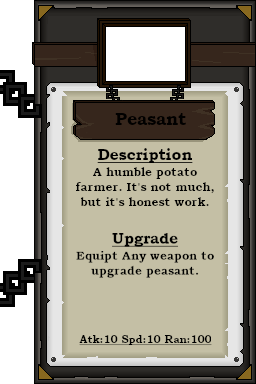 Peasant
Description
A humble potato
farmer. It's not much,
but it's honest work.
Upgrade
Equipt Any weapon to
upgrade peasant.
Atk:10 Spd:10 Ran:100